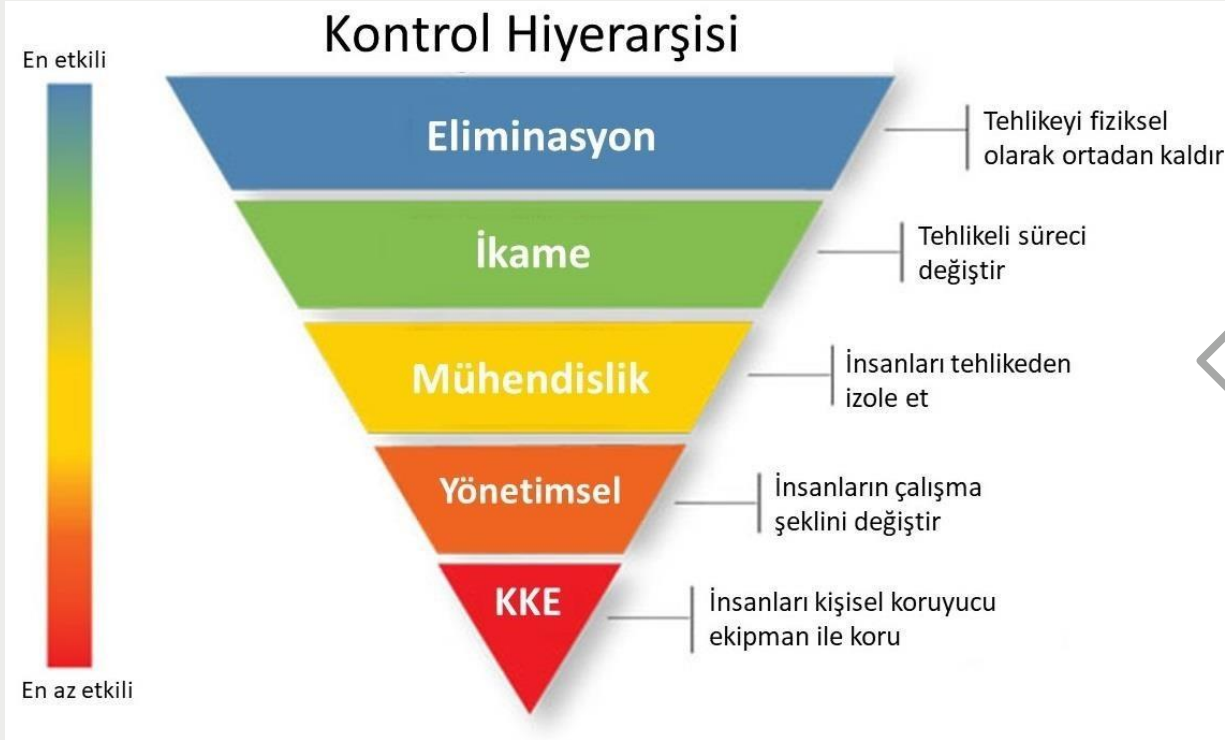 Kontrol Hiyerarşisi
En etkili
Eliminasyon
Tehlikeyi fiziksel
olarak ortadan kaldır
İkame
Tehlikeli süreci
değiştir
Mühendislik
İnsanları tehlikeden
izole et
Yönetimsel
İnsanların çalışma
şeklini değiştir
KKE
İnsanları kişisel koruyucu
ekipman ile koru
En az etkili